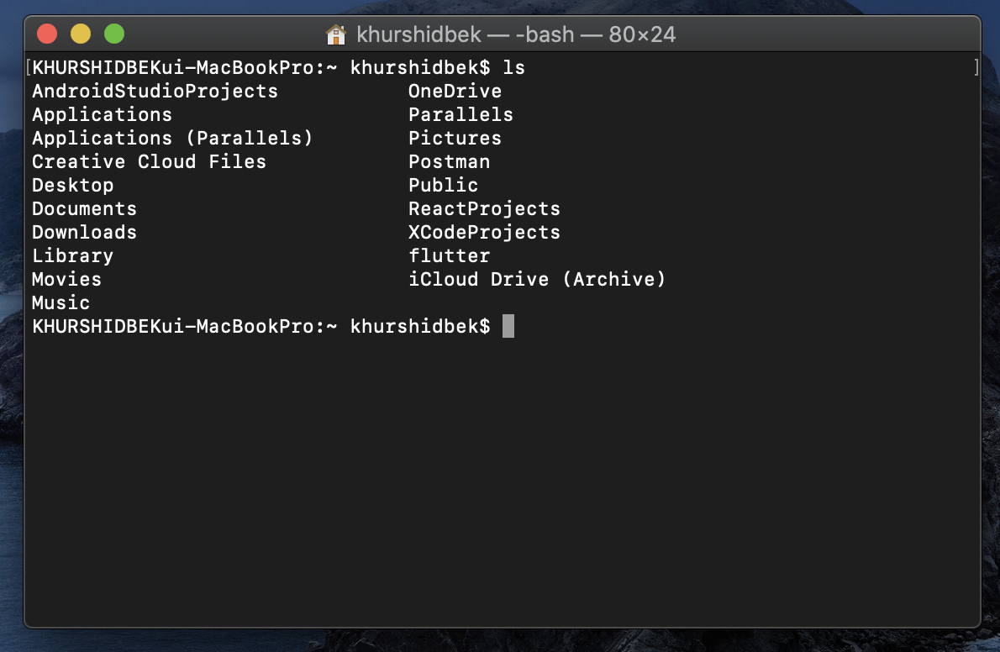 khurshidbek — -bash — 80×24
[KHURSHIDBEKui-MacBookPro:~ khurshidbek$ ls ]
AndroidStudioProjects OneDrive
Applications Parallels
Applications (Parallels) Pictures
Creative Cloud Files Postman
Desktop Public
Documents ReactProjects
Downloads XCodeProjects
Library flutter
Movies iCloud Drive (Archive)
Music
KHURSHIDBEKui-MacBookPro:~ khurshidbek$